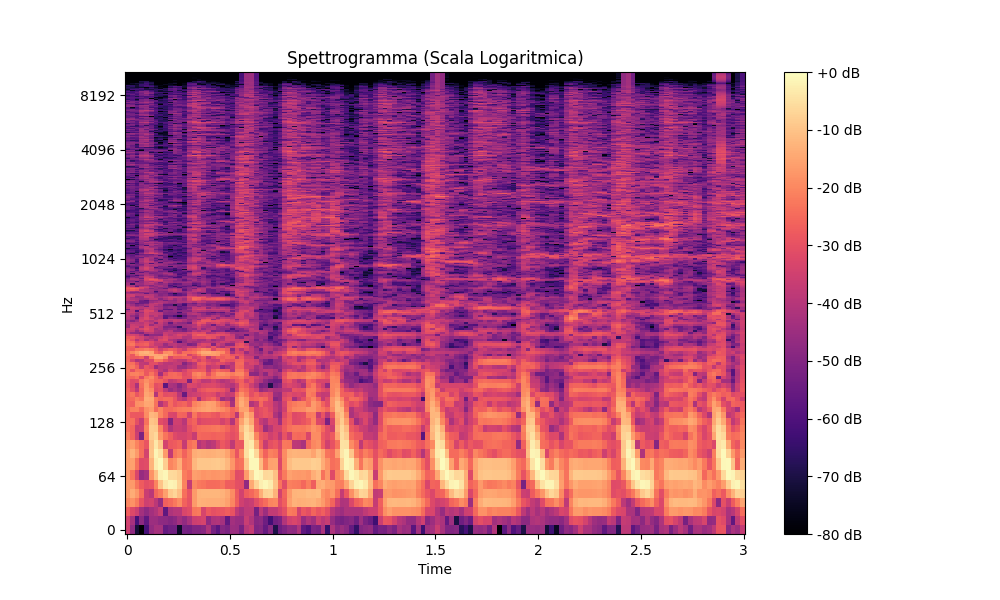 Spettrogramma (Scala Logaritmica)
8192
4096
2048
1024
512
256
128
64
0
Hz
0
0.5
1
1.5
2
2.5
3
Time
+0 dB
-10 dB
-20 dB
-30 dB
-40 dB
-50 dB
-60 dB
-70 dB
-80 dB